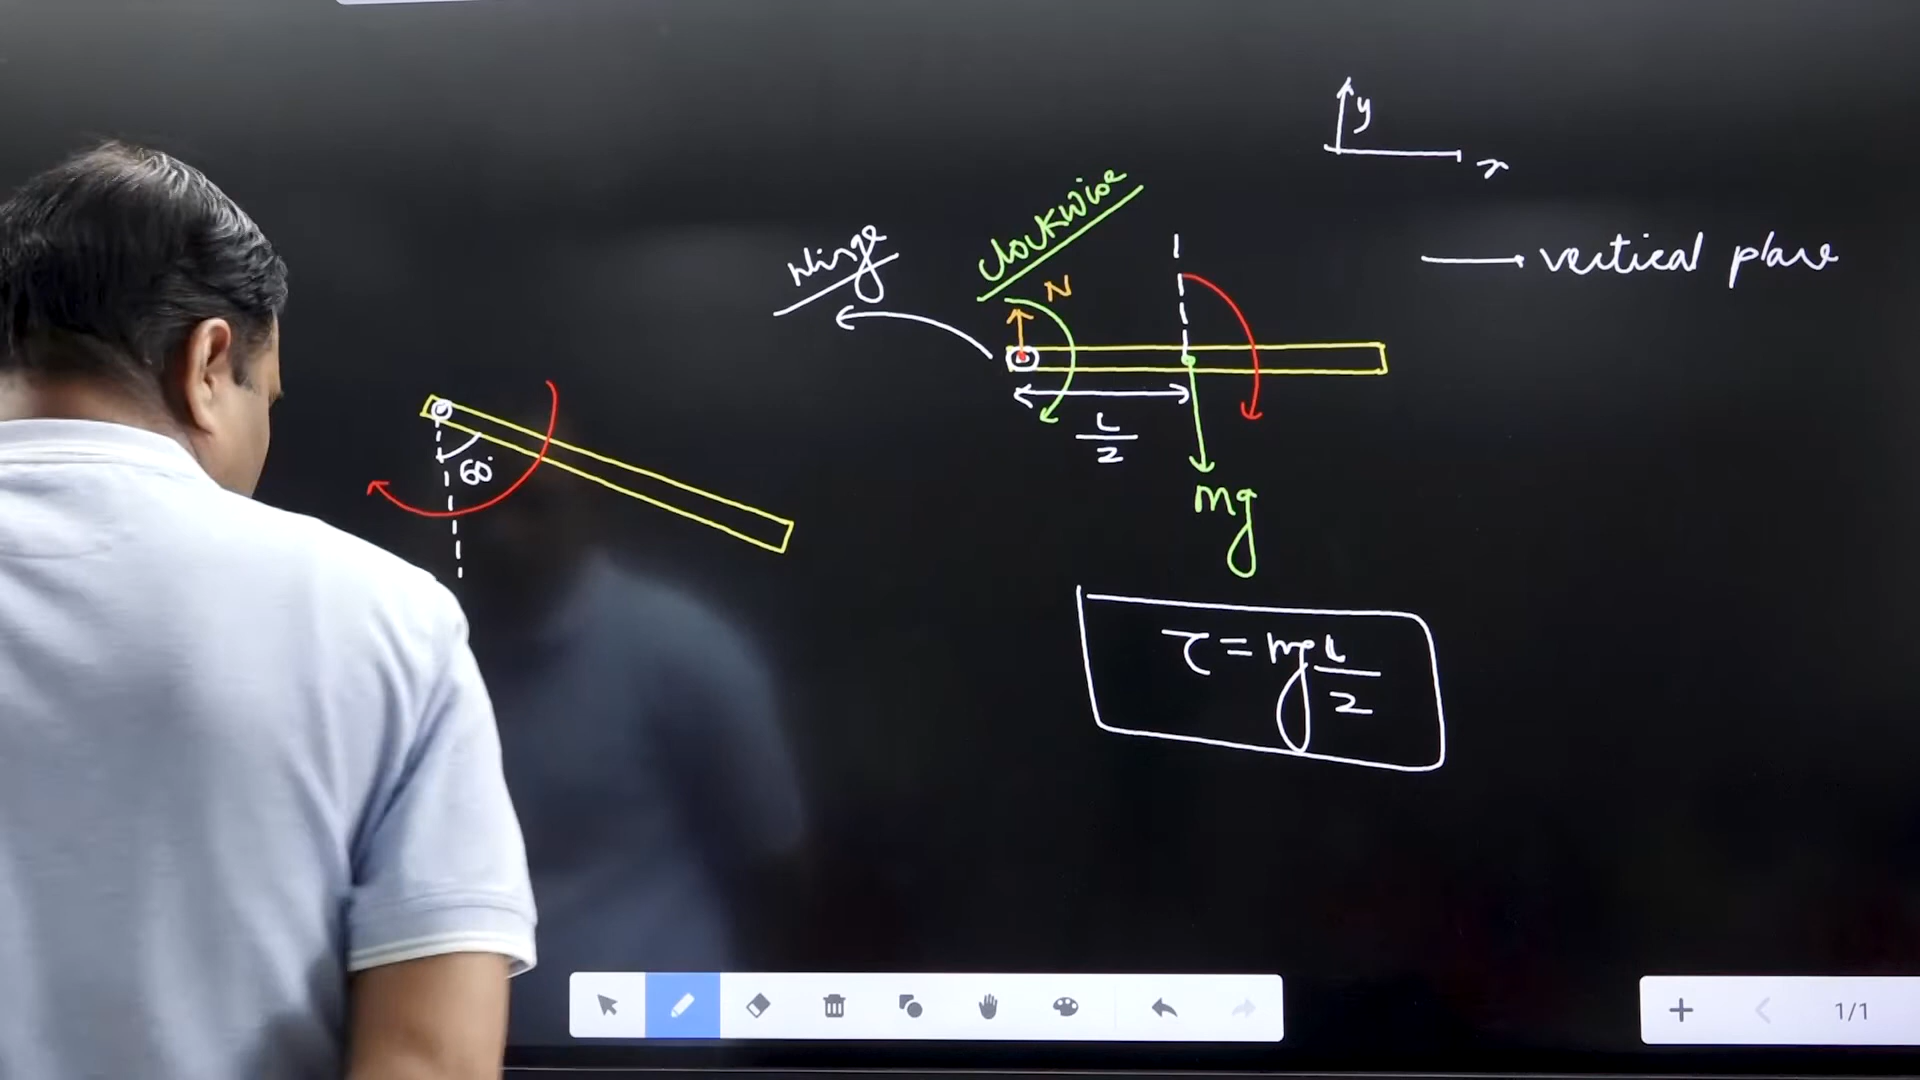 y
x
vertical plane
Hinge
clockwise
N
60°
L/2
mg
τ = mg L/2
1/1